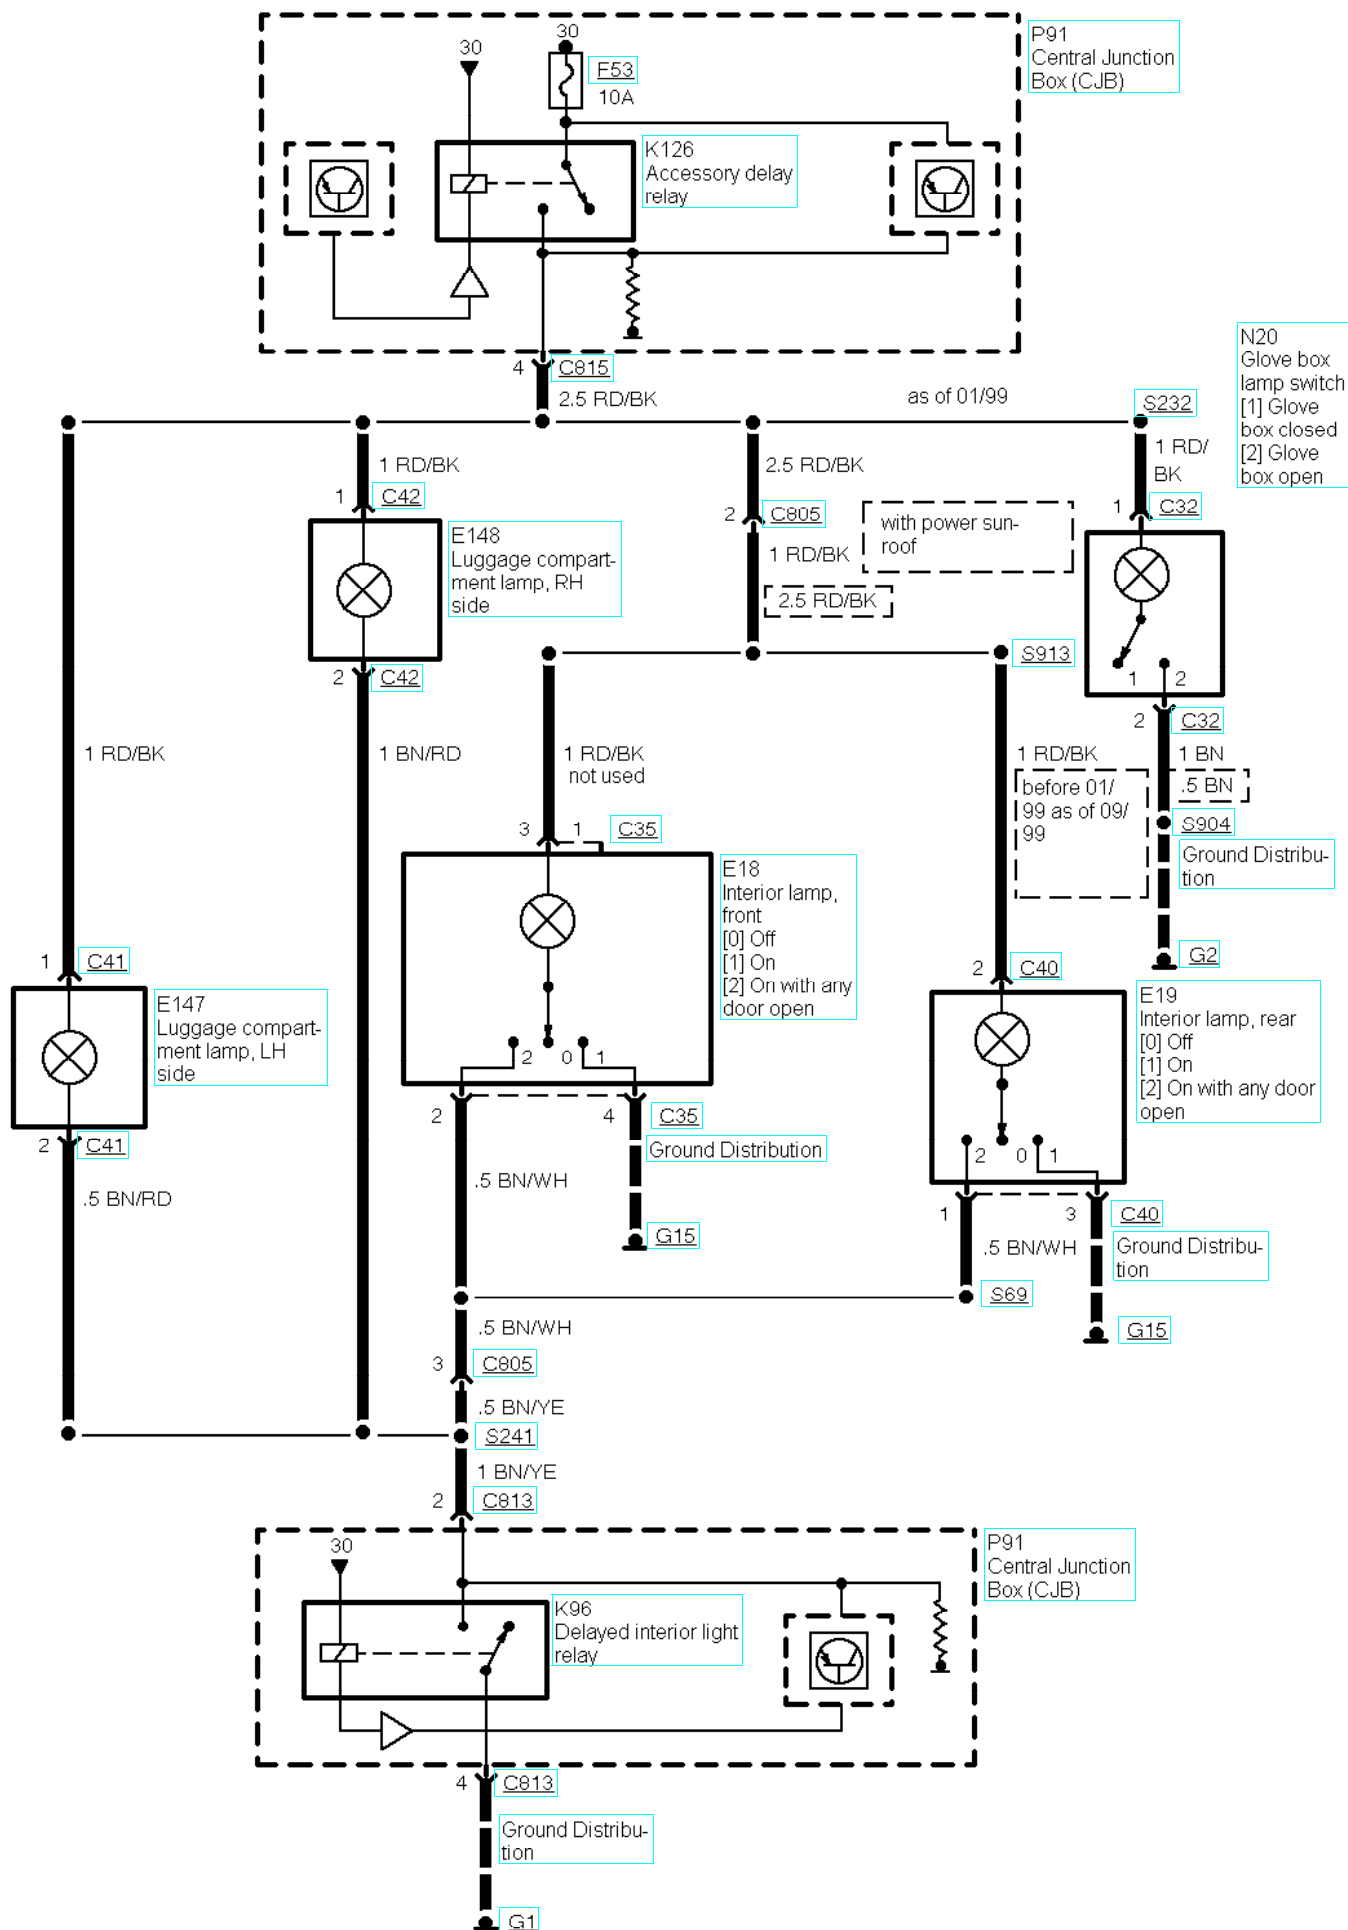 P91
Central Junction
Box (CJB)
30
30
F53
10A
K126
Accessory delay
relay
4
C815
2.5 RD/BK
as of 01/99
S232
N20
Glove box
lamp switch
[1] Glove
box closed
[2] Glove
box open
1 RD/BK
1
C42
2.5 RD/BK
2
C805
1 RD/BK
2.5 RD/BK
with power sun-
roof
1 RD/
BK
1
C32
E148
Luggage compart-
ment lamp, RH
side
2
C42
S913
1
2
2
C32
1 RD/BK
1 BN/RD
1 RD/BK
not used
1 RD/BK
before 01/
99 as of 09/
99
1 BN
.5 BN
S904
Ground Distribu-
tion
G2
3
1
C35
E18
Interior lamp,
front
[0] Off
[1] On
[2] On with any
door open
2
0
1
1
C41
E147
Luggage compart-
ment lamp, LH
side
2
C41
.5 BN/RD
2
C40
E19
Interior lamp, rear
[0] Off
[1] On
[2] On with any door
open
2
0
1
2
4
C35
Ground Distribution
.5 BN/WH
G15
1
3
C40
.5 BN/WH
Ground Distribu-
tion
S69
G15
.5 BN/WH
3
C805
.5 BN/YE
S241
1 BN/YE
2
C813
P91
Central Junction
Box (CJB)
30
K96
Delayed interior light
relay
4
C813
Ground Distribu-
tion
G1